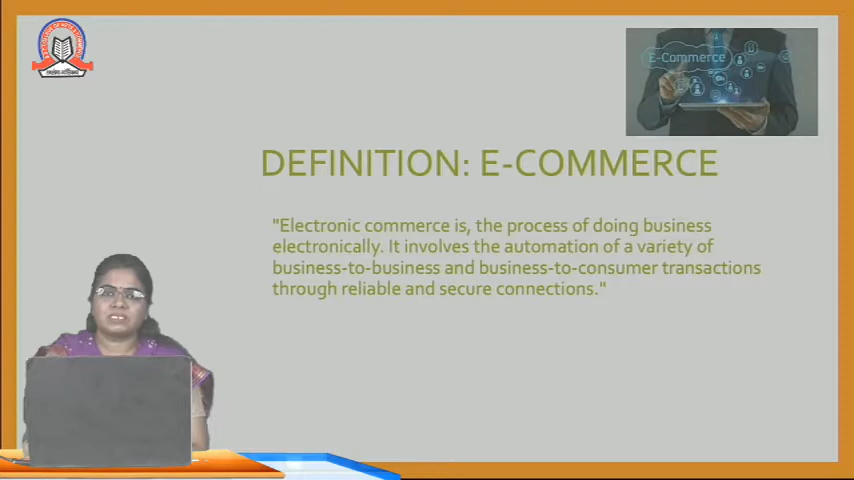 E-Commerce
DEFINITION: E-COMMERCE
"Electronic commerce is, the process of doing business
electronically. It involves the automation of a variety of
business-to-business and business-to-consumer transactions
through reliable and secure connections."